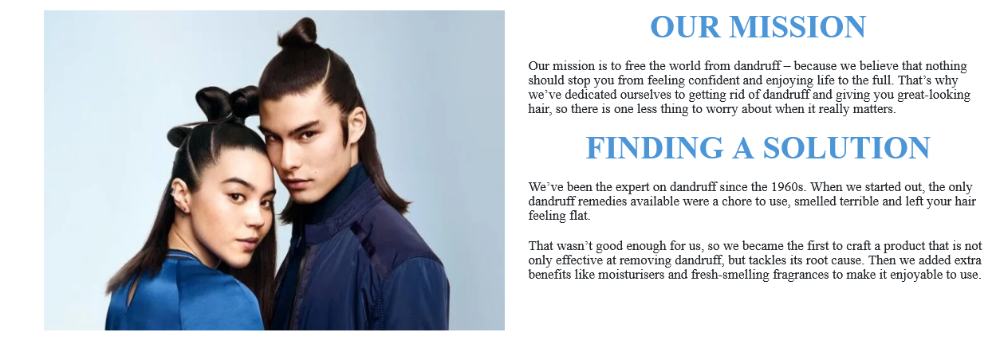 OUR MISSION
Our mission is to free the world from dandruff – because we believe that nothing
should stop you from feeling confident and enjoying life to the full. That’s why
we’ve dedicated ourselves to getting rid of dandruff and giving you great-looking
hair, so there is one less thing to worry about when it really matters.
FINDING A SOLUTION
We’ve been the expert on dandruff since the 1960s. When we started out, the only
dandruff remedies available were a chore to use, smelled terrible and left your hair
feeling flat.
That wasn’t good enough for us, so we became the first to craft a product that is not
only effective at removing dandruff, but tackles its root cause. Then we added extra
benefits like moisturisers and fresh-smelling fragrances to make it enjoyable to use.